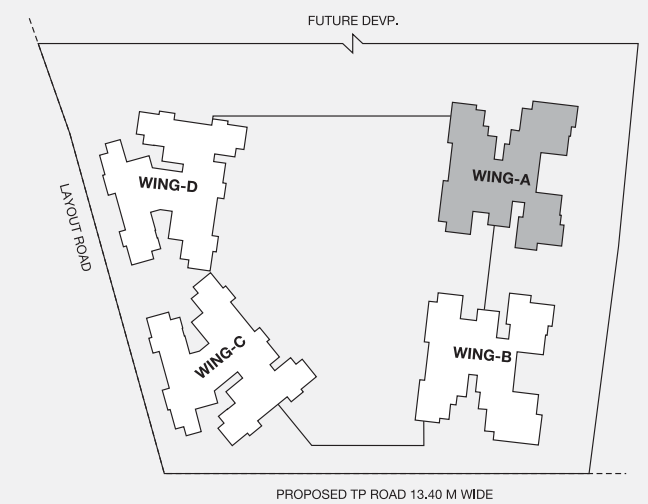 FUTURE DEVP.
WING-D
WING-A
LAYOUT ROAD
WING-C
WING-B
PROPOSED TP ROAD 13.40 M WIDE